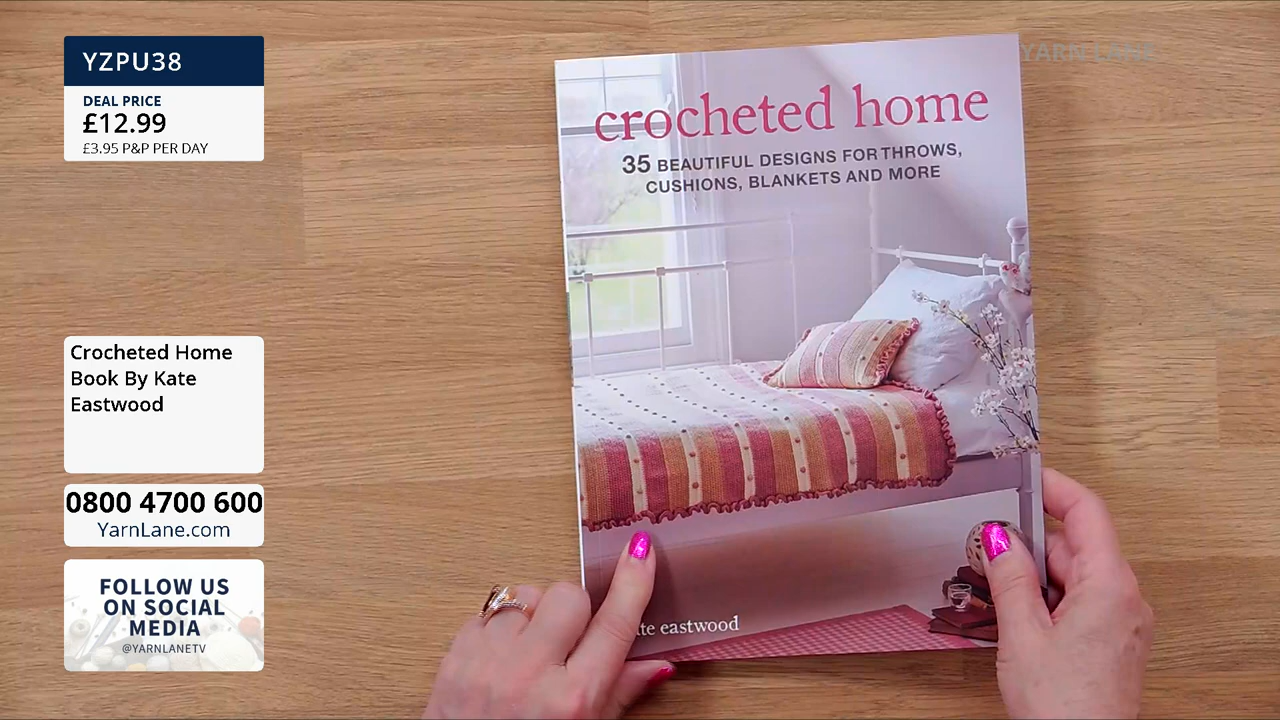 YZPU38
DEAL PRICE
£12.99
£3.95 P&P PER DAY
Crocheted Home
Book By Kate
Eastwood
0800 4700 600
YarnLane.com
FOLLOW US
ON SOCIAL
MEDIA
@YARNLANETV
YARN LANE
crocheted home
35 BEAUTIFUL DESIGNS FOR THROWS,
CUSHIONS, BLANKETS AND MORE
ate eastwood